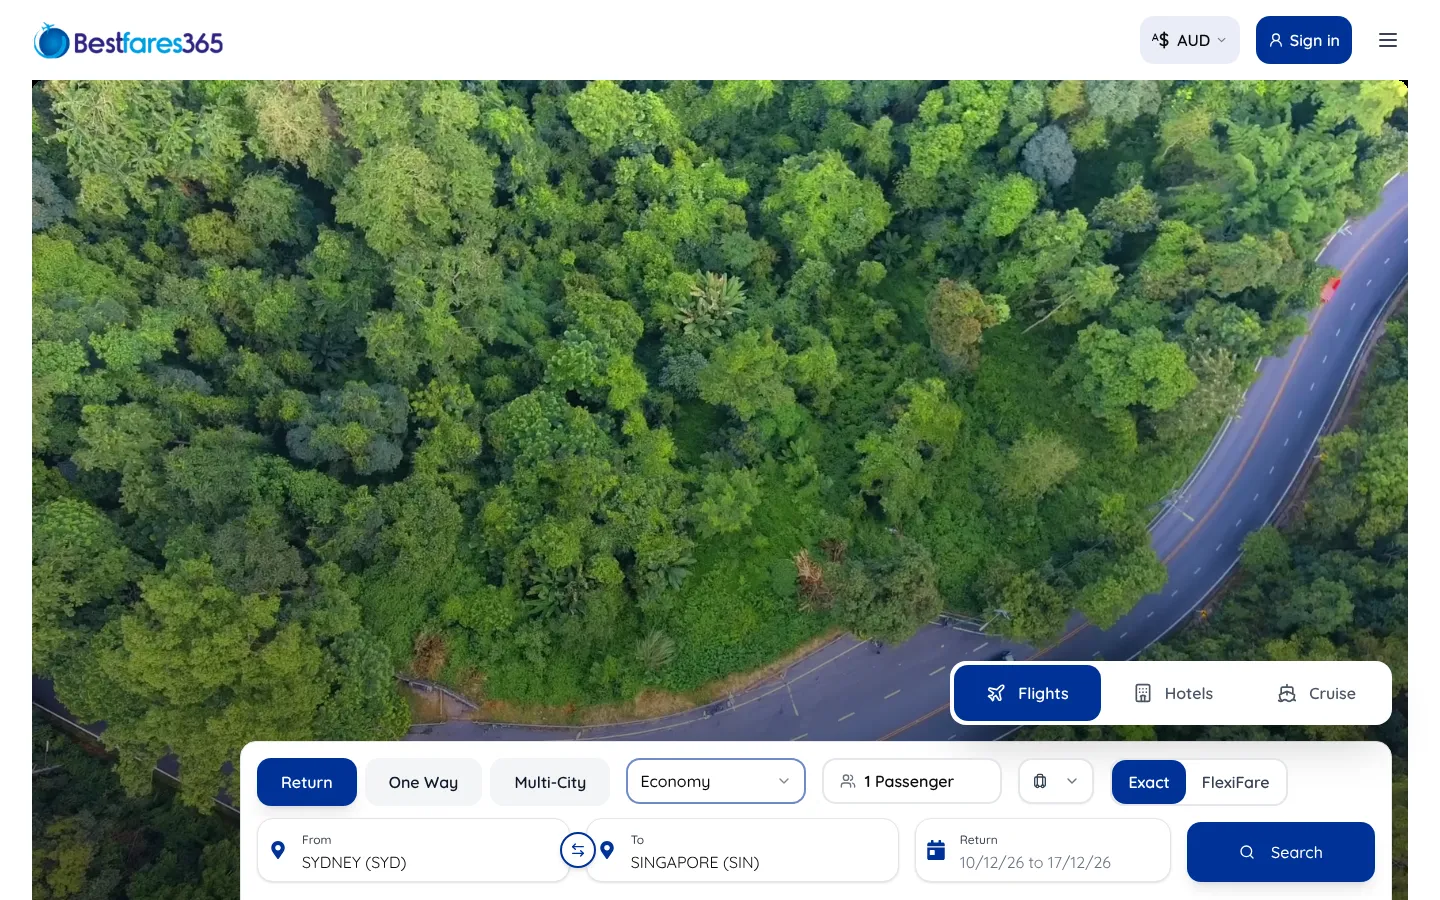 Bestfares365
A$ AUD
Sign in
Flights
Hotels
Cruise
Return
One Way
Multi-City
Economy
1 Passenger
Exact
FlexiFare
From
SYDNEY (SYD)
To
SINGAPORE (SIN)
Return
10/12/26 to 17/12/26
Search